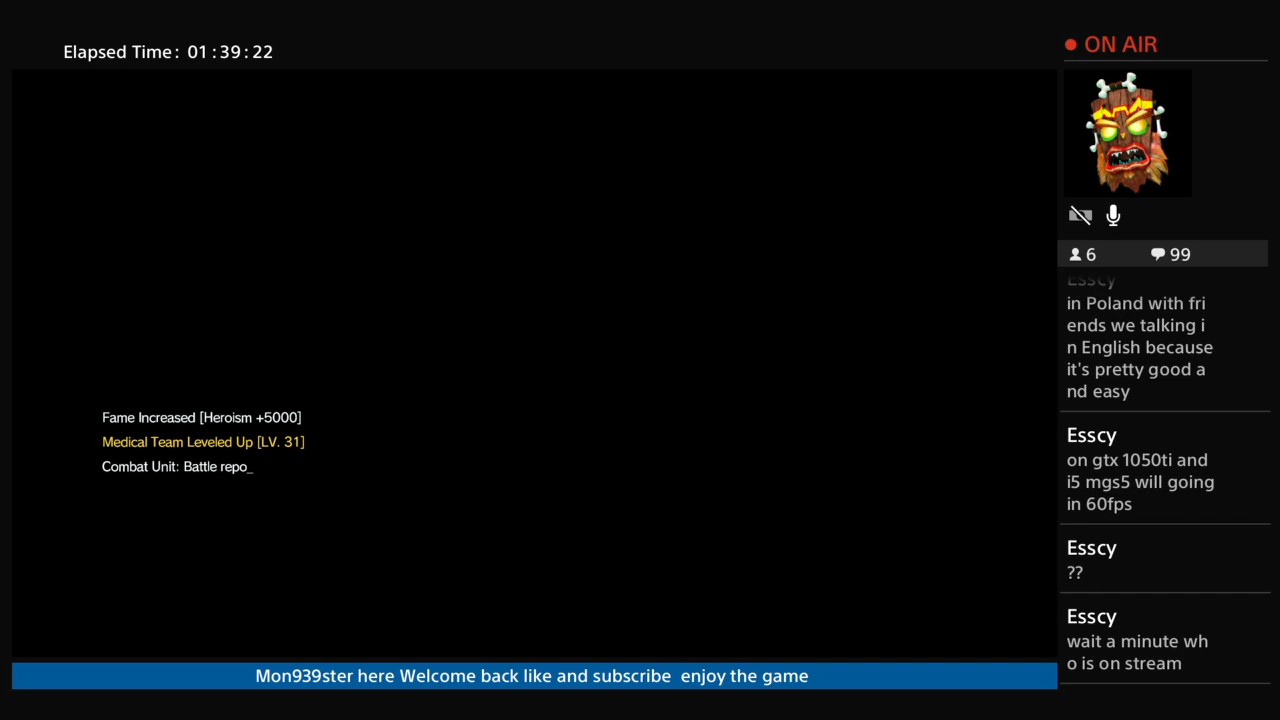 Elapsed Time: 01:39:22
ON AIR
6 99
Esscy
in Poland with fri
ends we talking i
n English because
it's pretty good a
nd easy
Esscy
on gtx 1050ti and
i5 mgs5 will going
in 60fps
Esscy
??
Esscy
wait a minute wh
o is on stream
Fame Increased [Heroism +5000]
Medical Team Leveled Up [LV. 31]
Combat Unit: Battle repo_
Mon939ster here Welcome back like and subscribe enjoy the game